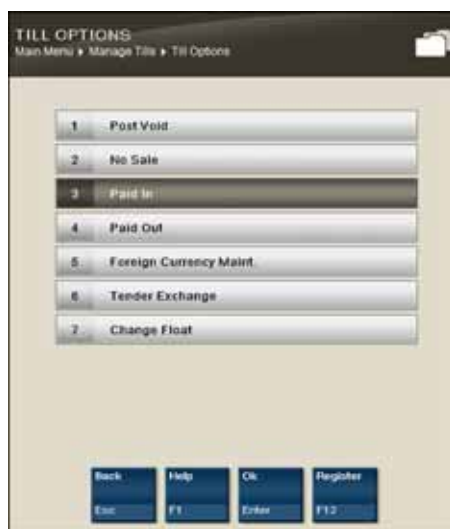 TILL OPTIONS
Main Menu ▸ Manage Tills ▸ Till Options
1 Post Void
2 No Sale
3 Paid In
4 Paid Out
5 Foreign Currency Maint.
6 Tender Exchange
7 Change Float
Back Help Ok Register
Esc F1 Enter F12